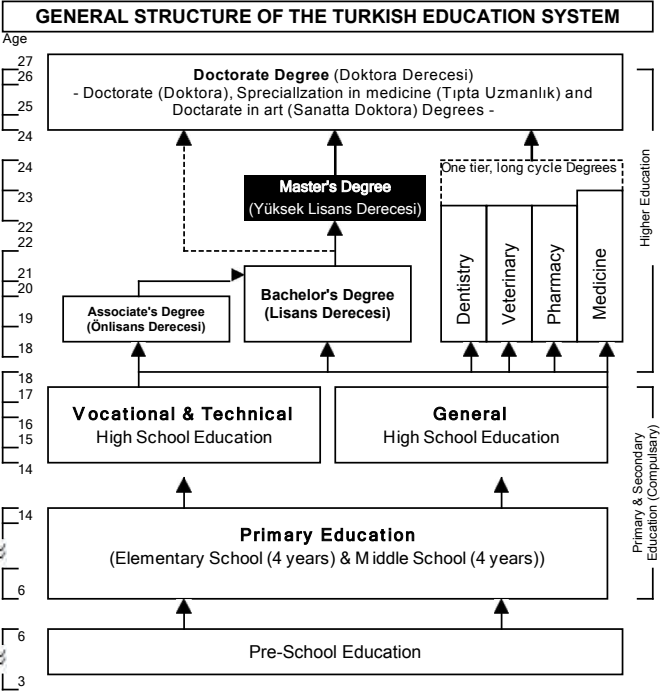 GENERAL STRUCTURE OF THE TURKISH EDUCATION SYSTEM
Age
27
26
25
24
Doctorate Degree (Doktora Derecesi)
- Doctorate (Doktora), Spreciallzation in medicine (Tıpta Uzmanlık) and
Doctarate in art (Sanatta Doktora) Degrees -
24
23
22
22
21
20
19
18
Master's Degree
(Yüksek Lisans Derecesi)
One tier, long cycle Degrees
Dentistry
Veterinary
Pharmacy
Medicine
Associate's Degree
(Önlisans Derecesi)
Bachelor's Degree
(Lisans Derecesi)
Higher Education
18
17
16
15
14
Vocational & Technical
High School Education
General
High School Education
14
6
Primary Education
(Elementary School (4 years) & Middle School (4 years))
Primary & Secondary
Education (Compulsary)
6
3
Pre-School Education